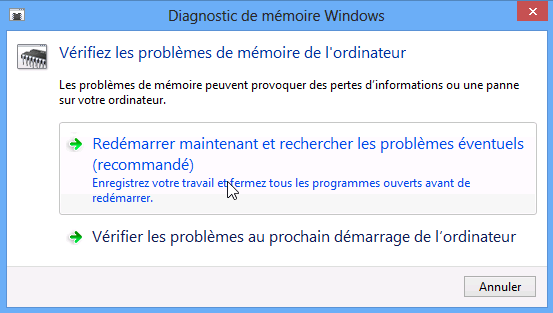 Diagnostic de mémoire Windows
Vérifiez les problèmes de mémoire de l'ordinateur
Les problèmes de mémoire peuvent provoquer des pertes d'informations ou une panne
sur votre ordinateur.
Redémarrer maintenant et rechercher les problèmes éventuels
(recommandé)
Enregistrez votre travail et fermez tous les programmes ouverts avant de
redémarrer.
Vérifier les problèmes au prochain démarrage de l'ordinateur
Annuler